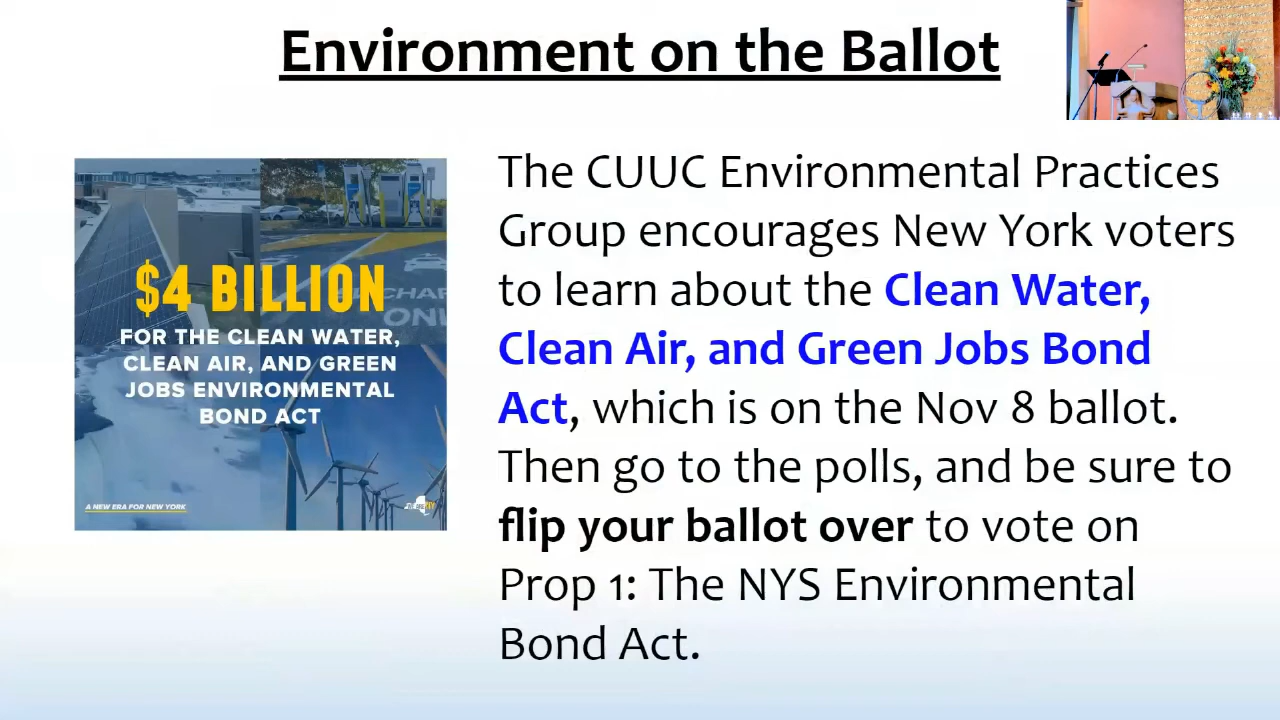 Environment on the Ballot
$4 BILLION
FOR THE CLEAN WATER,
CLEAN AIR, AND GREEN
JOBS ENVIRONMENTAL
BOND ACT
A NEW ERA FOR NEW YORK
The CUUC Environmental Practices
Group encourages New York voters
to learn about the Clean Water,
Clean Air, and Green Jobs Bond
Act, which is on the Nov 8 ballot.
Then go to the polls, and be sure to
flip your ballot over to vote on
Prop 1: The NYS Environmental
Bond Act.